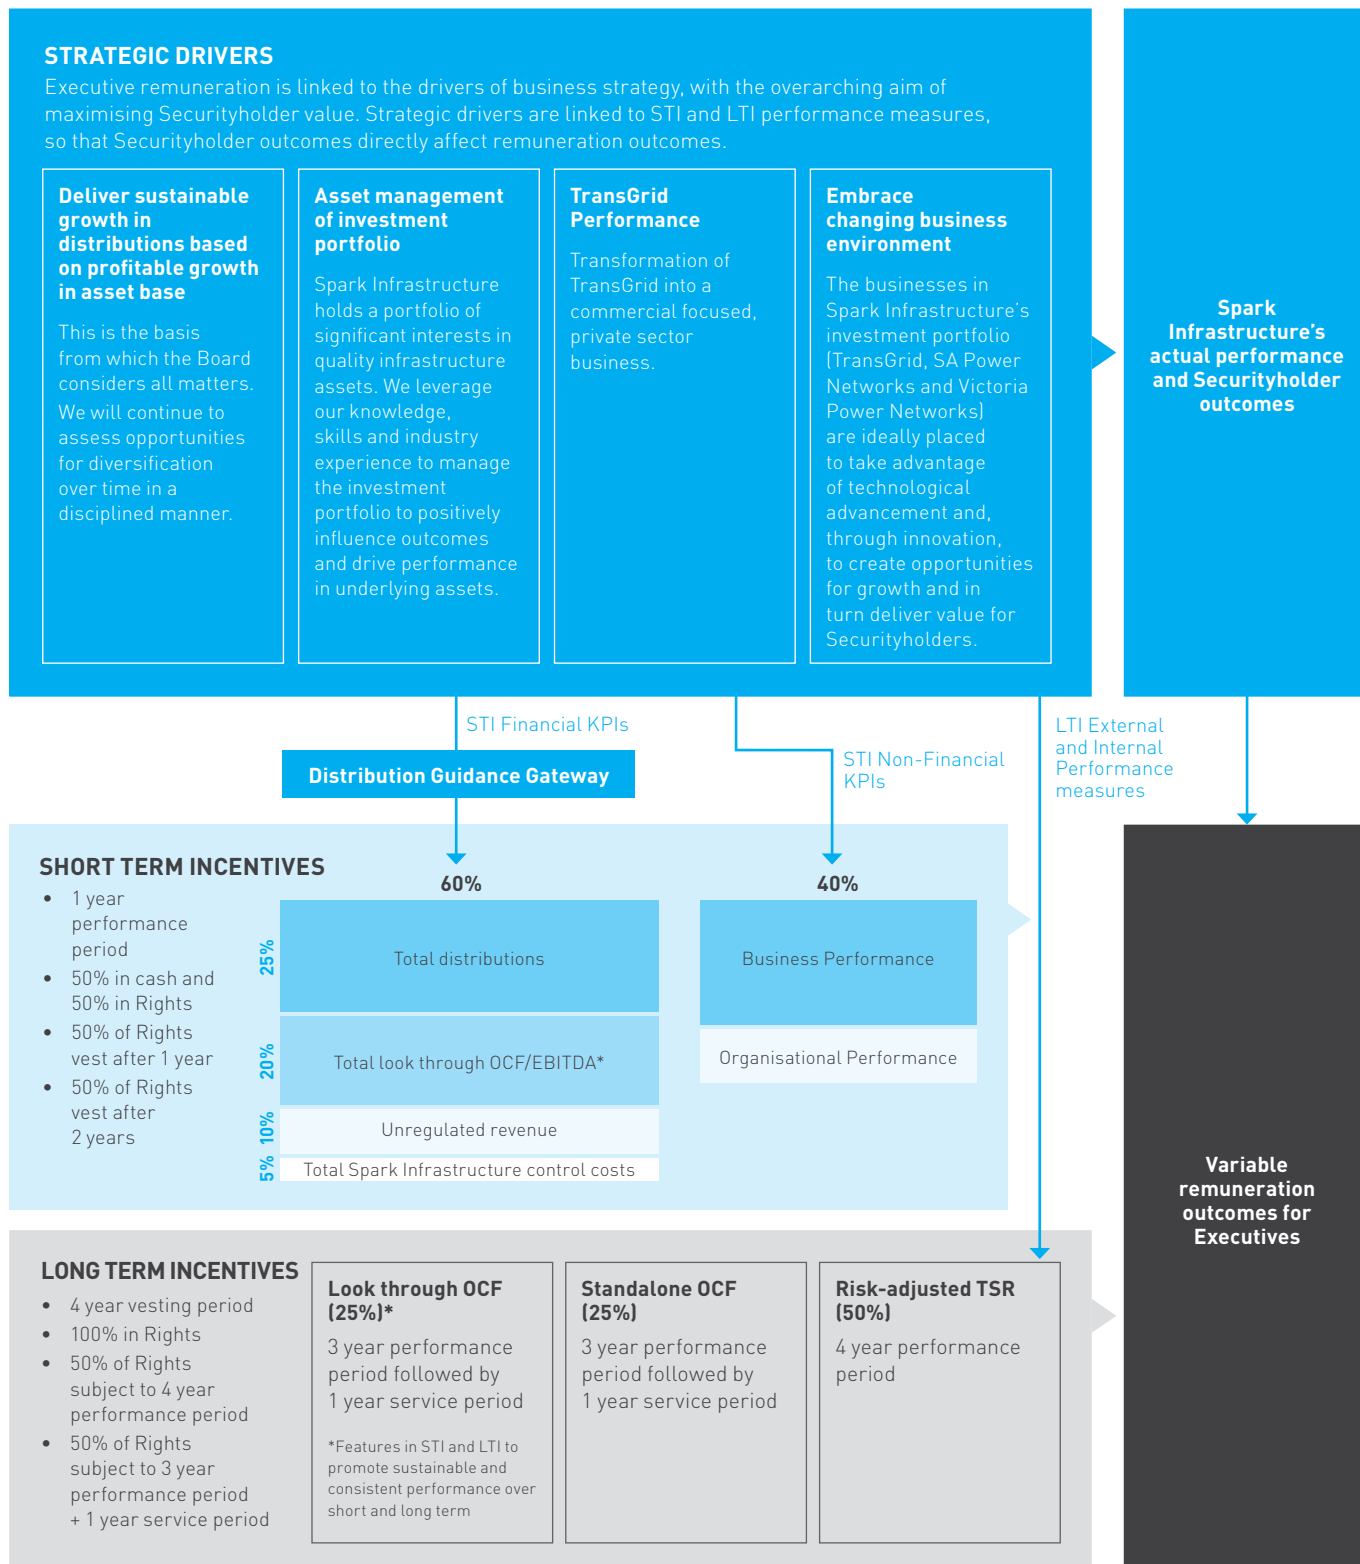 STRATEGIC DRIVERS
Executive remuneration is linked to the drivers of business strategy, with the overarching aim of
maximising Securityholder value. Strategic drivers are linked to STI and LTI performance measures,
so that Securityholder outcomes directly affect remuneration outcomes.
Deliver sustainable
growth in
distributions based
on profitable growth
in asset base
This is the basis
from which the Board
considers all matters.
We will continue to
assess opportunities
for diversification
over time in a
disciplined manner.
Asset management
of investment
portfolio
Spark Infrastructure
holds a portfolio of
significant interests in
quality infrastructure
assets. We leverage
our knowledge,
skills and industry
experience to manage
the investment
portfolio to positively
influence outcomes
and drive performance
in underlying assets.
TransGrid
Performance
Transformation of
TransGrid into a
commercial focused,
private sector
business.
Embrace
changing business
environment
The businesses in
Spark Infrastructure's
investment portfolio
(TransGrid, SA Power
Networks and Victoria
Power Networks)
are ideally placed
to take advantage
of technological
advancement and,
through innovation,
to create opportunities
for growth and in
turn deliver value for
Securityholders.
Spark
Infrastructure's
actual performance
and Securityholder
outcomes
STI Financial KPIs
Distribution Guidance Gateway
STI Non-Financial
KPIs
LTI External
and Internal
Performance
measures
SHORT TERM INCENTIVES
• 1 year
performance
period
• 50% in cash and
50% in Rights
• 50% of Rights
vest after 1 year
• 50% of Rights
vest after
2 years
60%
25%
Total distributions
20%
Total look through OCF/EBITDA*
10%
Unregulated revenue
5%
Total Spark Infrastructure control costs
40%
Business Performance
Organisational Performance
Variable
remuneration
outcomes for
Executives
LONG TERM INCENTIVES
• 4 year vesting period
• 100% in Rights
• 50% of Rights
subject to 4 year
performance period
• 50% of Rights
subject to 3 year
performance period
+ 1 year service period
Look through OCF
(25%)*
3 year performance
period followed by
1 year service period
*Features in STI and LTI to
promote sustainable and
consistent performance over
short and long term
Standalone OCF
(25%)
3 year performance
period followed by
1 year service period
Risk-adjusted TSR
(50%)
4 year performance
period